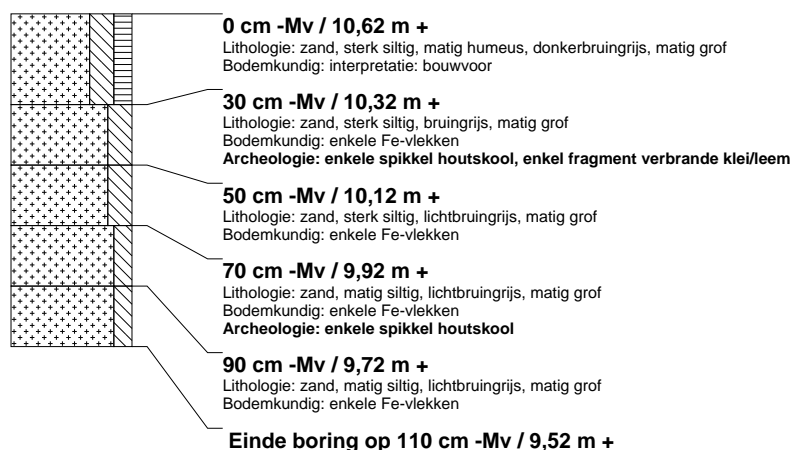 0 cm -Mv / 10,62 m +
Lithologie: zand, sterk siltig, matig humeus, donkerbruingrijs, matig grof
Bodemkundig: interpretatie: bouwvoor
30 cm -Mv / 10,32 m +
Lithologie: zand, sterk siltig, bruingrijs, matig grof
Bodemkundig: enkele Fe-vlekken
Archeologie: enkele spikkel houtskool, enkel fragment verbrande klei/leem
50 cm -Mv / 10,12 m +
Lithologie: zand, sterk siltig, lichtbruingrijs, matig grof
Bodemkundig: enkele Fe-vlekken
70 cm -Mv / 9,92 m +
Lithologie: zand, matig siltig, lichtbruingrijs, matig grof
Bodemkundig: enkele Fe-vlekken
Archeologie: enkele spikkel houtskool
90 cm -Mv / 9,72 m +
Lithologie: zand, matig siltig, lichtbruingrijs, matig grof
Bodemkundig: enkele Fe-vlekken
Einde boring op 110 cm -Mv / 9,52 m +